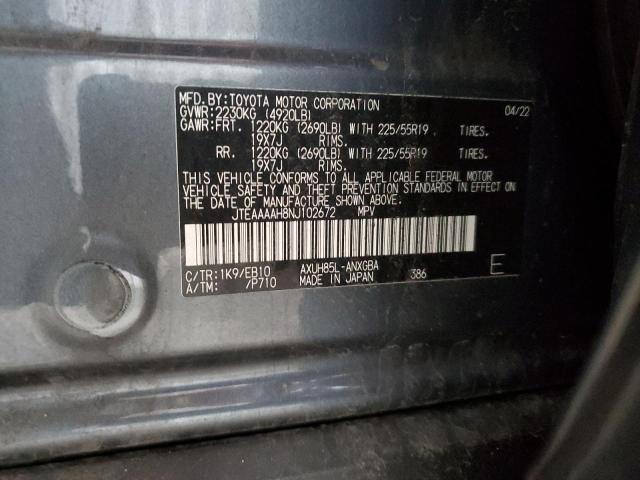 MFD. BY: TOYOTA MOTOR CORPORATION 04/22
GVWR: 2230KG (4920LB)
GAWR: FRT. 1220KG (2690LB) WITH 225/55R19 TIRES.
19X7J RIMS.
RR. 1220KG (2690LB) WITH 225/55R19 TIRES.
19X7J RIMS.
THIS VEHICLE CONFORMS TO ALL APPLICABLE FEDERAL MOTOR
VEHICLE SAFETY AND THEFT PREVENTION STANDARDS IN EFFECT ON
THE DATE OF MANUFACTURE SHOWN ABOVE.
JTEAAAAH8NJ102672 MPV
C/TR: 1K9/EB10 AXUH85L-ANXGBA
A/TM: /P710 MADE IN JAPAN 386 E